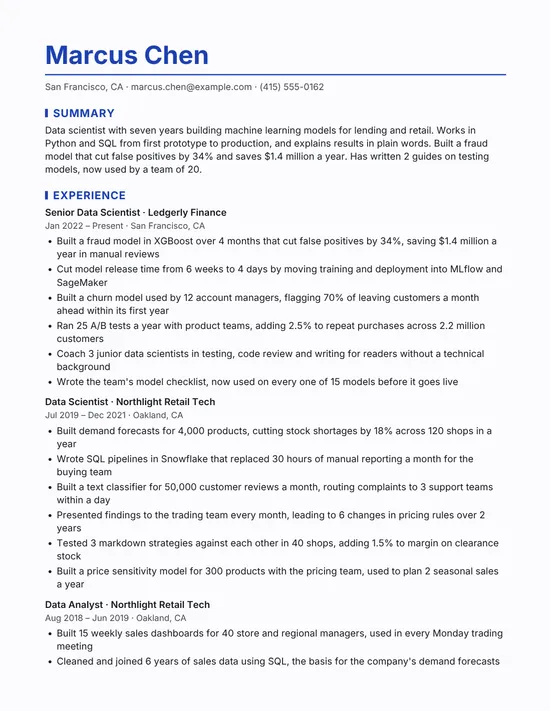 Marcus Chen
San Francisco, CA · marcus.chen@example.com · (415) 555-0162
SUMMARY
Data scientist with seven years building machine learning models for lending and retail. Works in
Python and SQL from first prototype to production, and explains results in plain words. Built a fraud
model that cut false positives by 34% and saves $1.4 million a year. Has written 2 guides on testing
models, now used by a team of 20.
EXPERIENCE
Senior Data Scientist · Ledgerly Finance
Jan 2022 – Present · San Francisco, CA
• Built a fraud model in XGBoost over 4 months that cut false positives by 34%, saving $1.4 million a
year in manual reviews
• Cut model release time from 6 weeks to 4 days by moving training and deployment into MLflow and
SageMaker
• Built a churn model used by 12 account managers, flagging 70% of leaving customers a month
ahead within its first year
• Ran 25 A/B tests a year with product teams, adding 2.5% to repeat purchases across 2.2 million
customers
• Coach 3 junior data scientists in testing, code review and writing for readers without a technical
background
• Wrote the team's model checklist, now used on every one of 15 models before it goes live
Data Scientist · Northlight Retail Tech
Jul 2019 – Dec 2021 · Oakland, CA
• Built demand forecasts for 4,000 products, cutting stock shortages by 18% across 120 shops in a
year
• Wrote SQL pipelines in Snowflake that replaced 30 hours of manual reporting a month for the
buying team
• Built a text classifier for 50,000 customer reviews a month, routing complaints to 3 support teams
within a day
• Presented findings to the trading team every month, leading to 6 changes in pricing rules over 2
years
• Tested 3 markdown strategies against each other in 40 shops, adding 1.5% to margin on clearance
stock
• Built a price sensitivity model for 300 products with the pricing team, used to plan 2 seasonal sales
a year
Data Analyst · Northlight Retail Tech
Aug 2018 – Jun 2019 · Oakland, CA
• Built 15 weekly sales dashboards for 40 store and regional managers, used in every Monday trading
meeting
• Cleaned and joined 6 years of sales data using SQL, the basis for the company's demand forecasts